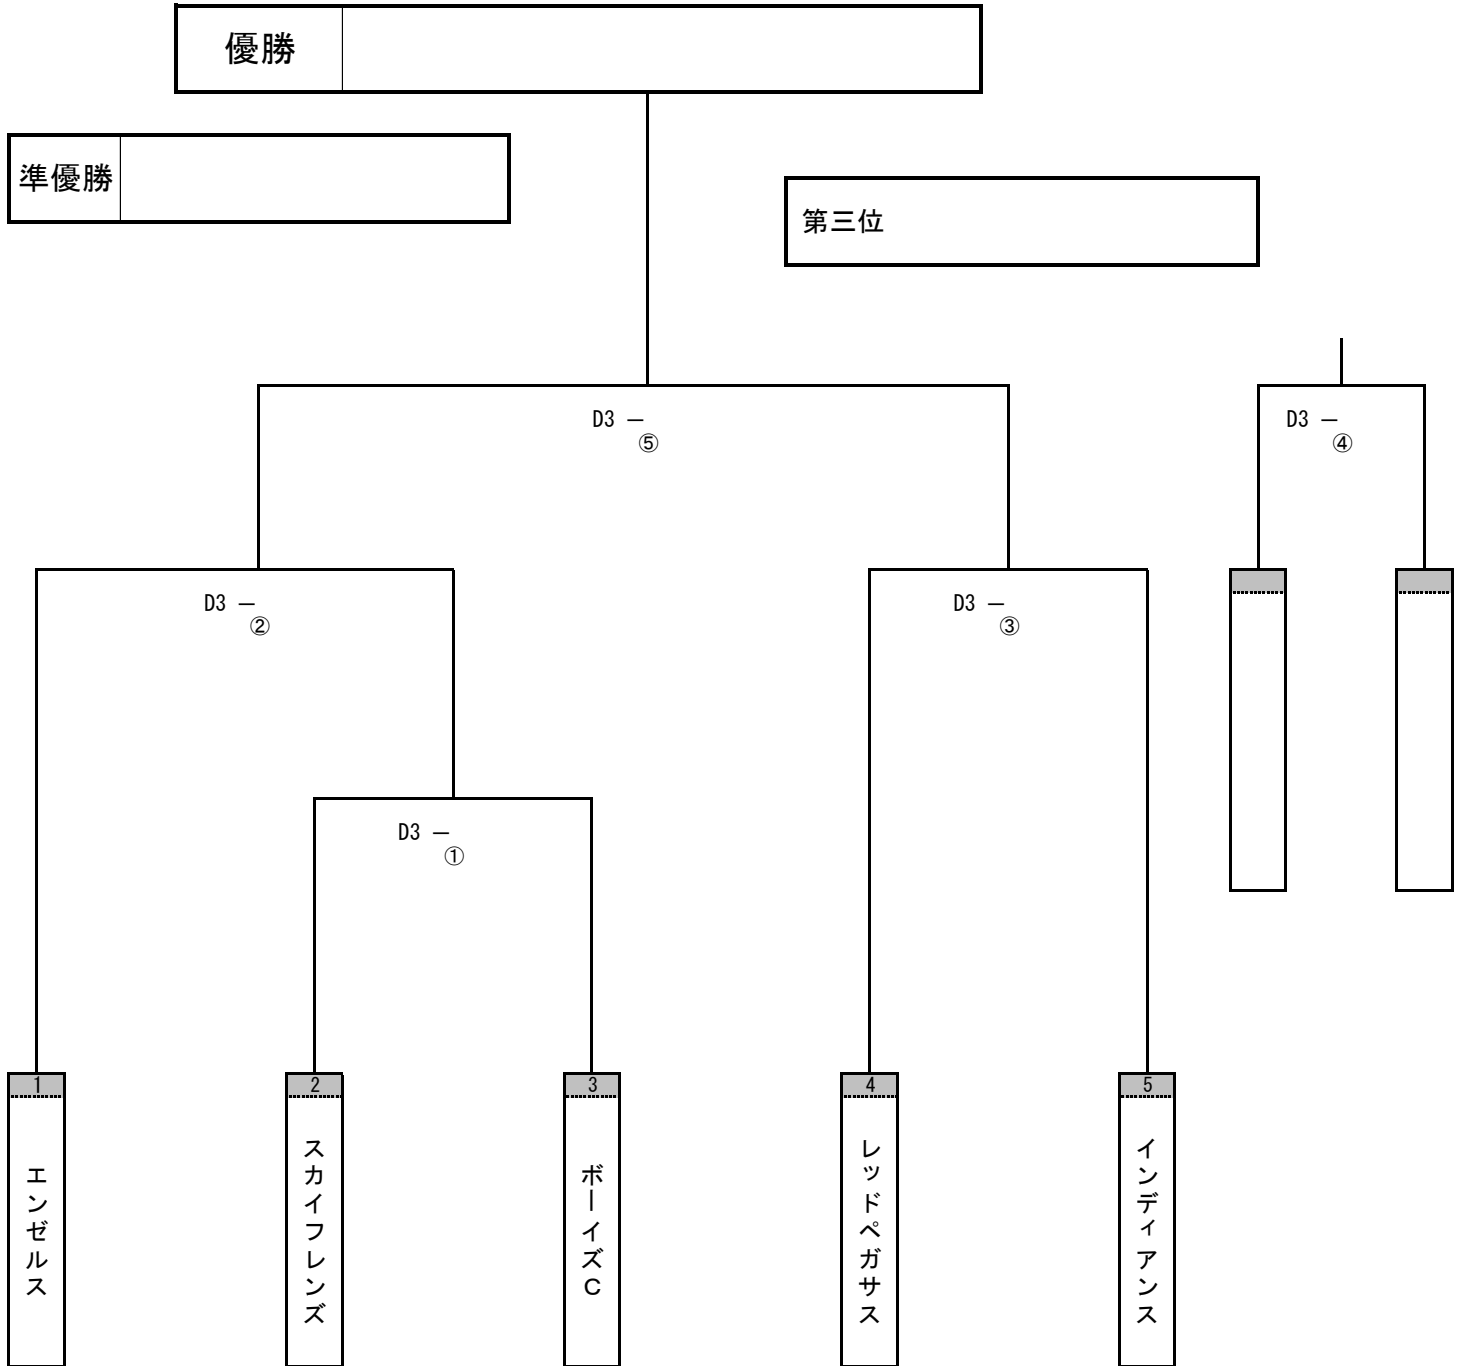 優勝
準優勝
第三位
D3 －
⑤
D3 －
④
D3 －
②
D3 －
③
D3 －
①
1
2
3
4
5
エンゼルス
スカイフレンズ
ボーイズＣ
レッドペガサス
インディアンス